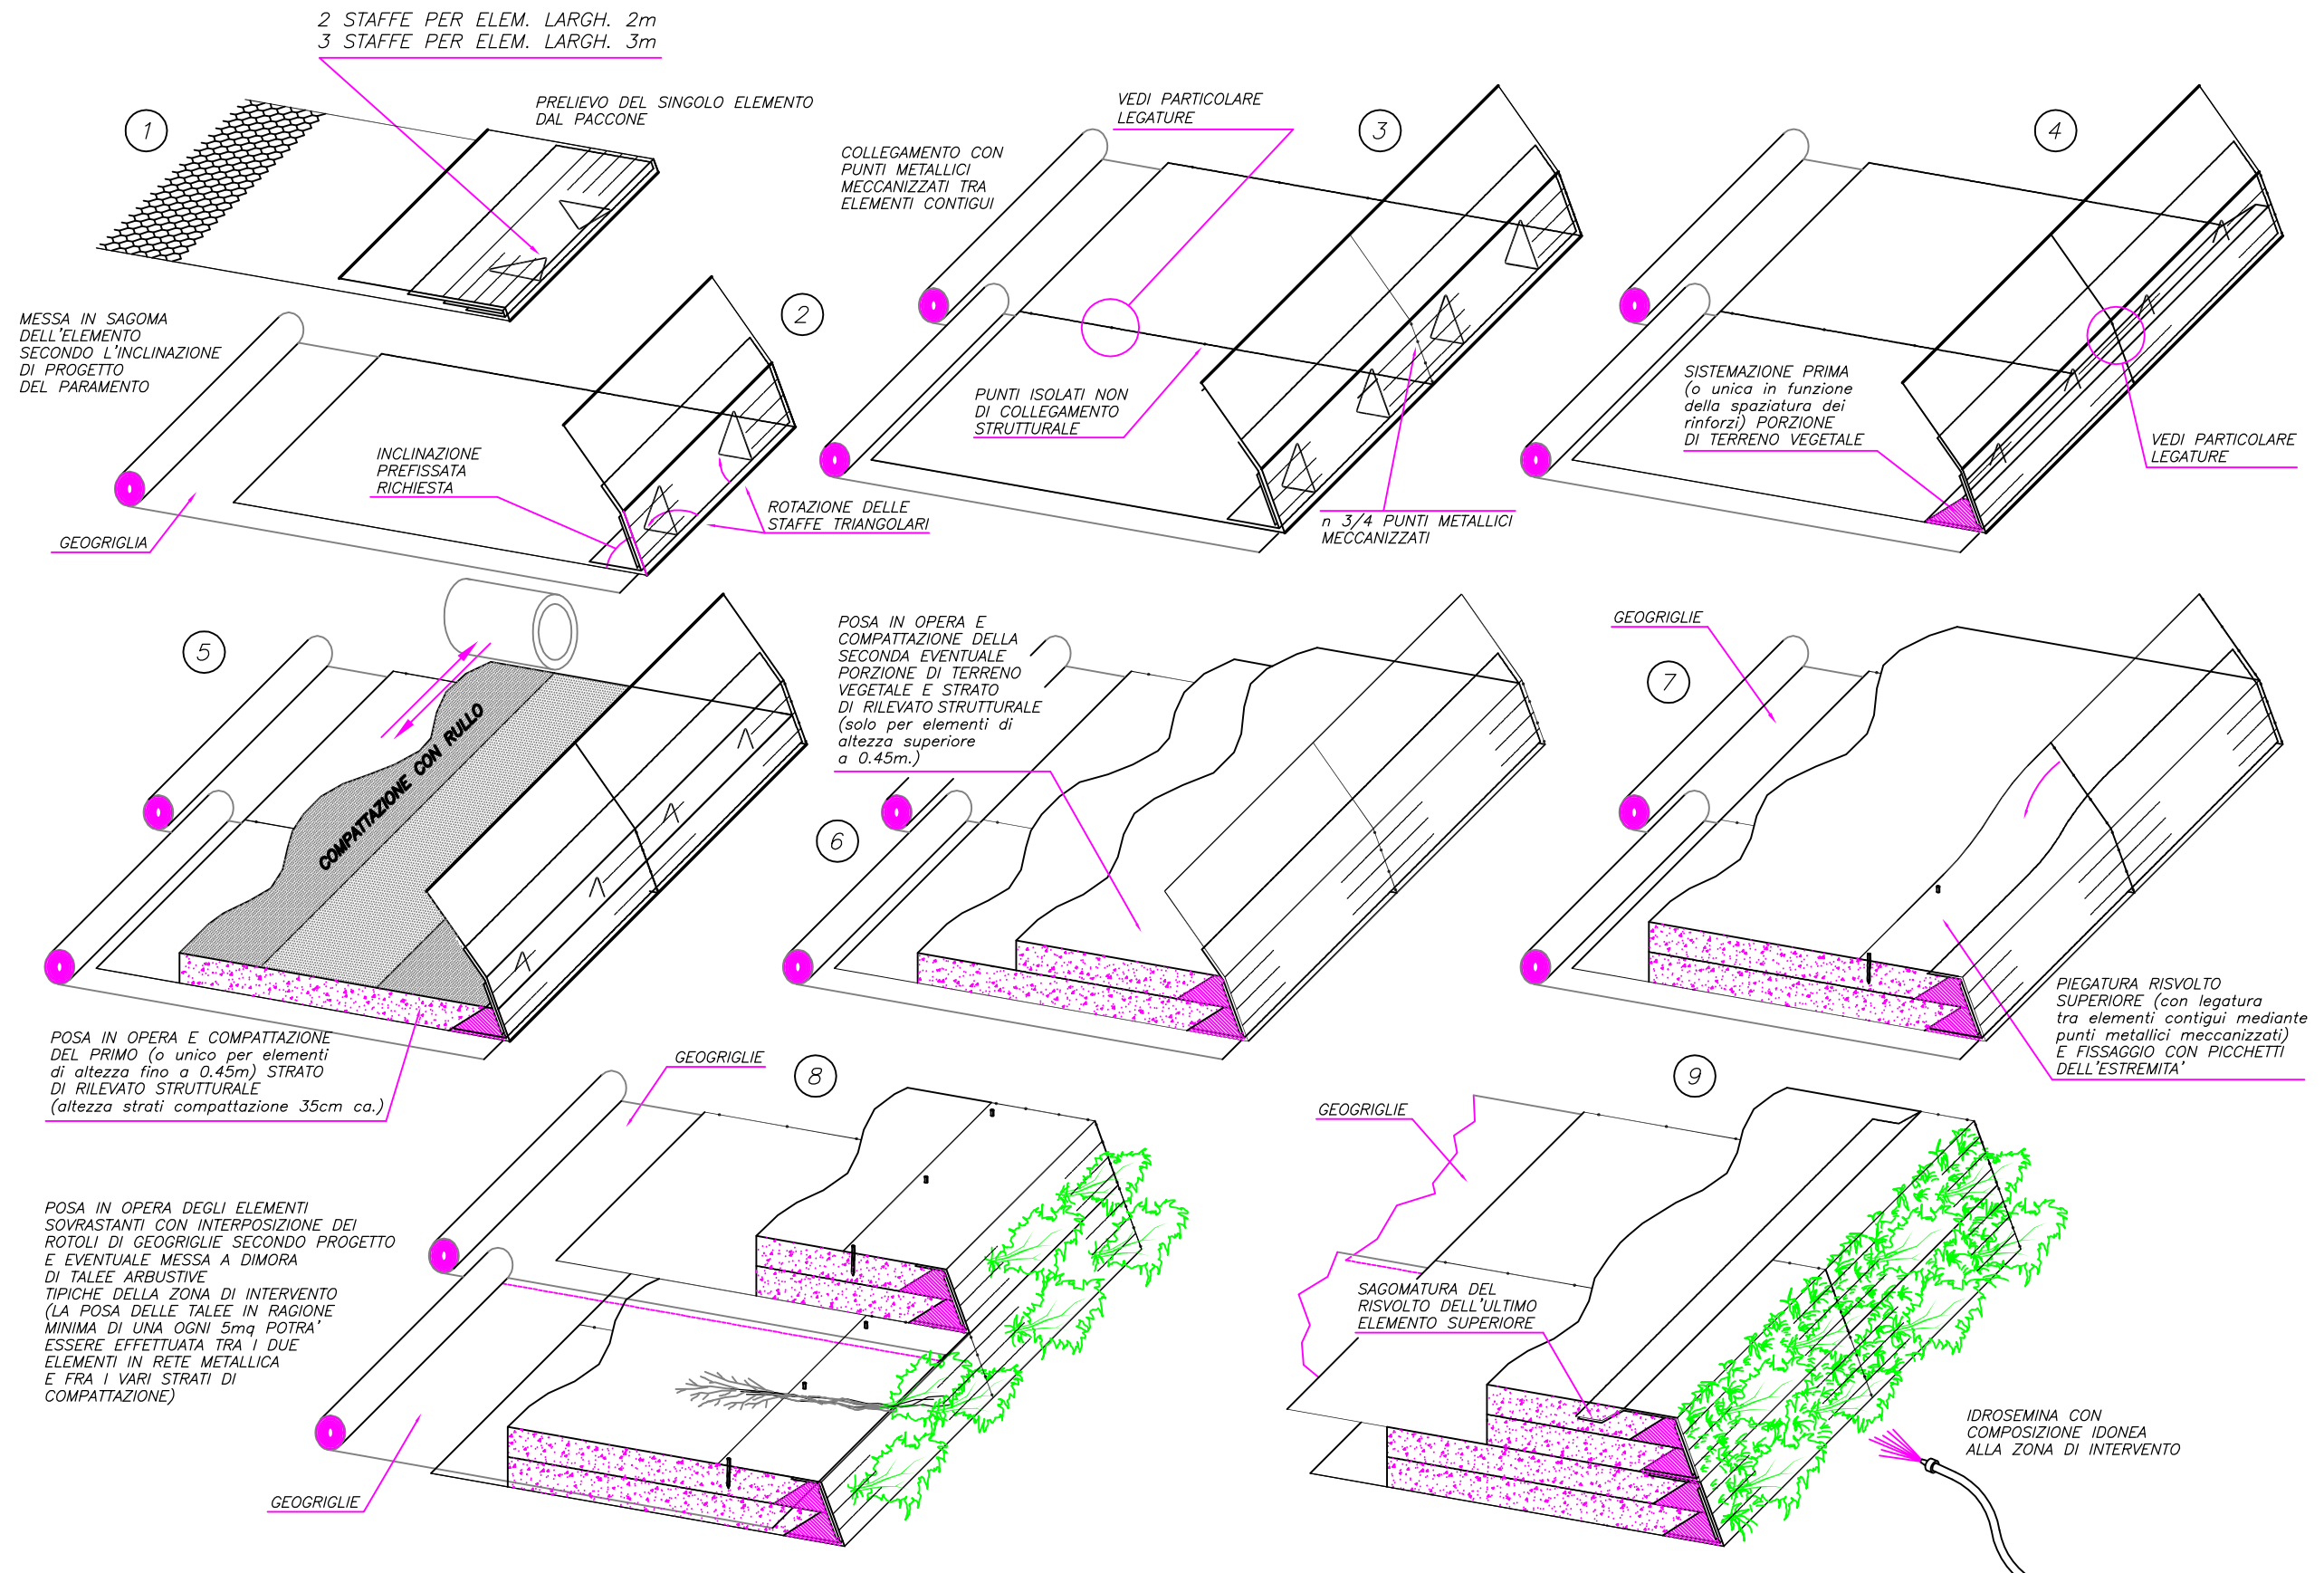 2 STAFFE PER ELEM. LARGH. 2m
3 STAFFE PER ELEM. LARGH. 3m
1
PRELIEVO DEL SINGOLO ELEMENTO
DAL PACCONE
MESSA IN SAGOMA
DELL'ELEMENTO
SECONDO L'INCLINAZIONE
DI PROGETTO
DEL PARAMENTO
2
INCLINAZIONE
PREFISSATA
RICHIESTA
ROTAZIONE DELLE
STAFFE TRIANGOLARI
GEOGRIGLIA
3
VEDI PARTICOLARE
LEGATURE
COLLEGAMENTO CON
PUNTI METALLICI
MECCANIZZATI TRA
ELEMENTI CONTIGUI
PUNTI ISOLATI NON
DI COLLEGAMENTO
STRUTTURALE
n 3/4 PUNTI METALLICI
MECCANIZZATI
4
SISTEMAZIONE PRIMA
(o unica in funzione
della spaziatura dei
rinforzi) PORZIONE
DI TERRENO VEGETALE
VEDI PARTICOLARE
LEGATURE
5
COMPATTAZIONE CON RULLO
POSA IN OPERA E COMPATTAZIONE
DEL PRIMO (o unico per elementi
di altezza fino a 0.45m) STRATO
DI RILEVATO STRUTTURALE
(altezza strati compattazione 35cm ca.)
6
POSA IN OPERA E
COMPATTAZIONE DELLA
SECONDA EVENTUALE
PORZIONE DI TERRENO
VEGETALE E STRATO
DI RILEVATO STRUTTURALE
(solo per elementi di
altezza superiore
a 0.45m.)
7
GEOGRIGLIE
PIEGATURA RISVOLTO
SUPERIORE (con legatura
tra elementi contigui mediante
punti metallici meccanizzati)
E FISSAGGIO CON PICCHETTI
DELL'ESTREMITA'
8
GEOGRIGLIE
POSA IN OPERA DEGLI ELEMENTI
SOVRASTANTI CON INTERPOSIZIONE DEI
ROTOLI DI GEOGRIGLIE SECONDO PROGETTO
E EVENTUALE MESSA A DIMORA
DI TALEE ARBUSTIVE
TIPICHE DELLA ZONA DI INTERVENTO
(LA POSA DELLE TALEE IN RAGIONE
MINIMA DI UNA OGNI 5mq POTRA'
ESSERE EFFETTUATA TRA I DUE
ELEMENTI IN RETE METALLICA
E FRA I VARI STRATI DI
COMPATTAZIONE)
GEOGRIGLIE
9
GEOGRIGLIE
SAGOMATURA DEL
RISVOLTO DELL'ULTIMO
ELEMENTO SUPERIORE
IDROSEMINA CON
COMPOSIZIONE IDONEA
ALLA ZONA DI INTERVENTO